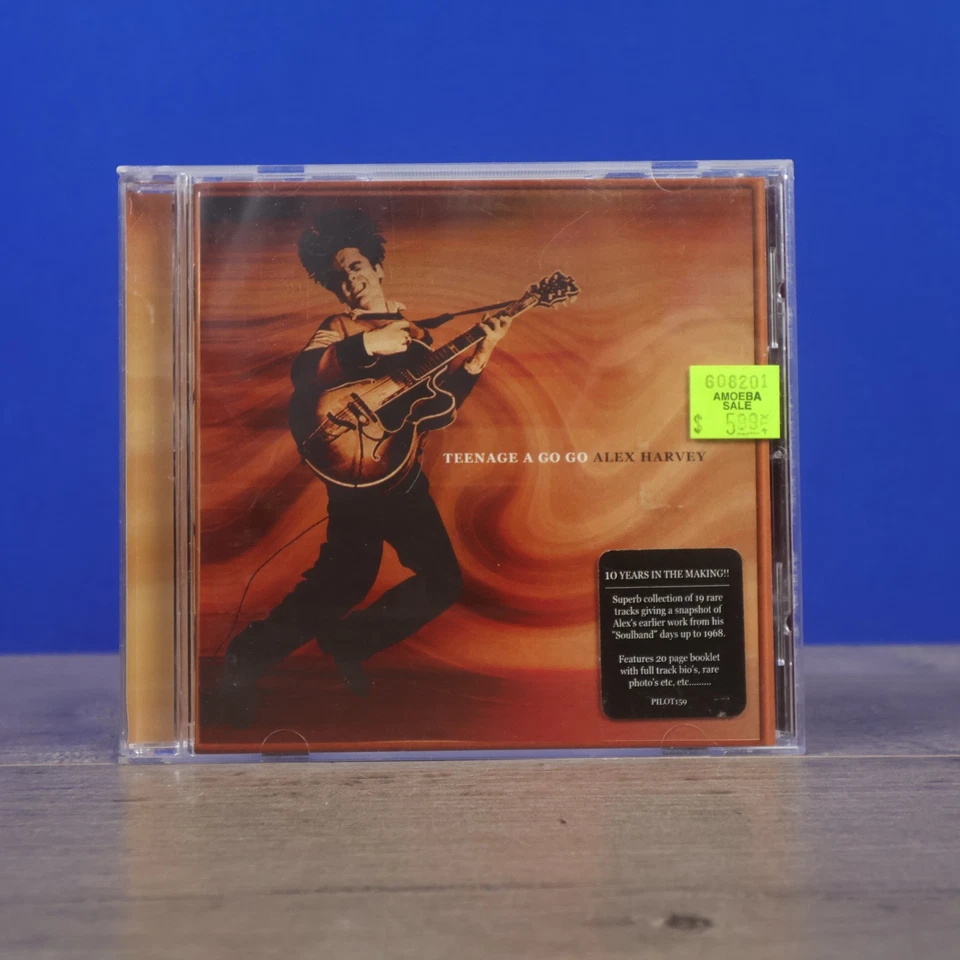 608201
AMOEBA
SALE
$ 5.99
TEENAGE A GO GO ALEX HARVEY
10 YEARS IN THE MAKING!!
Superb collection of 19 rare
tracks giving a snapshot of
Alex's earlier work from his
"Soulband" days up to 1968.
Features 20 page booklet
with full track bio's, rare
photo's etc, etc.........
PILOT159